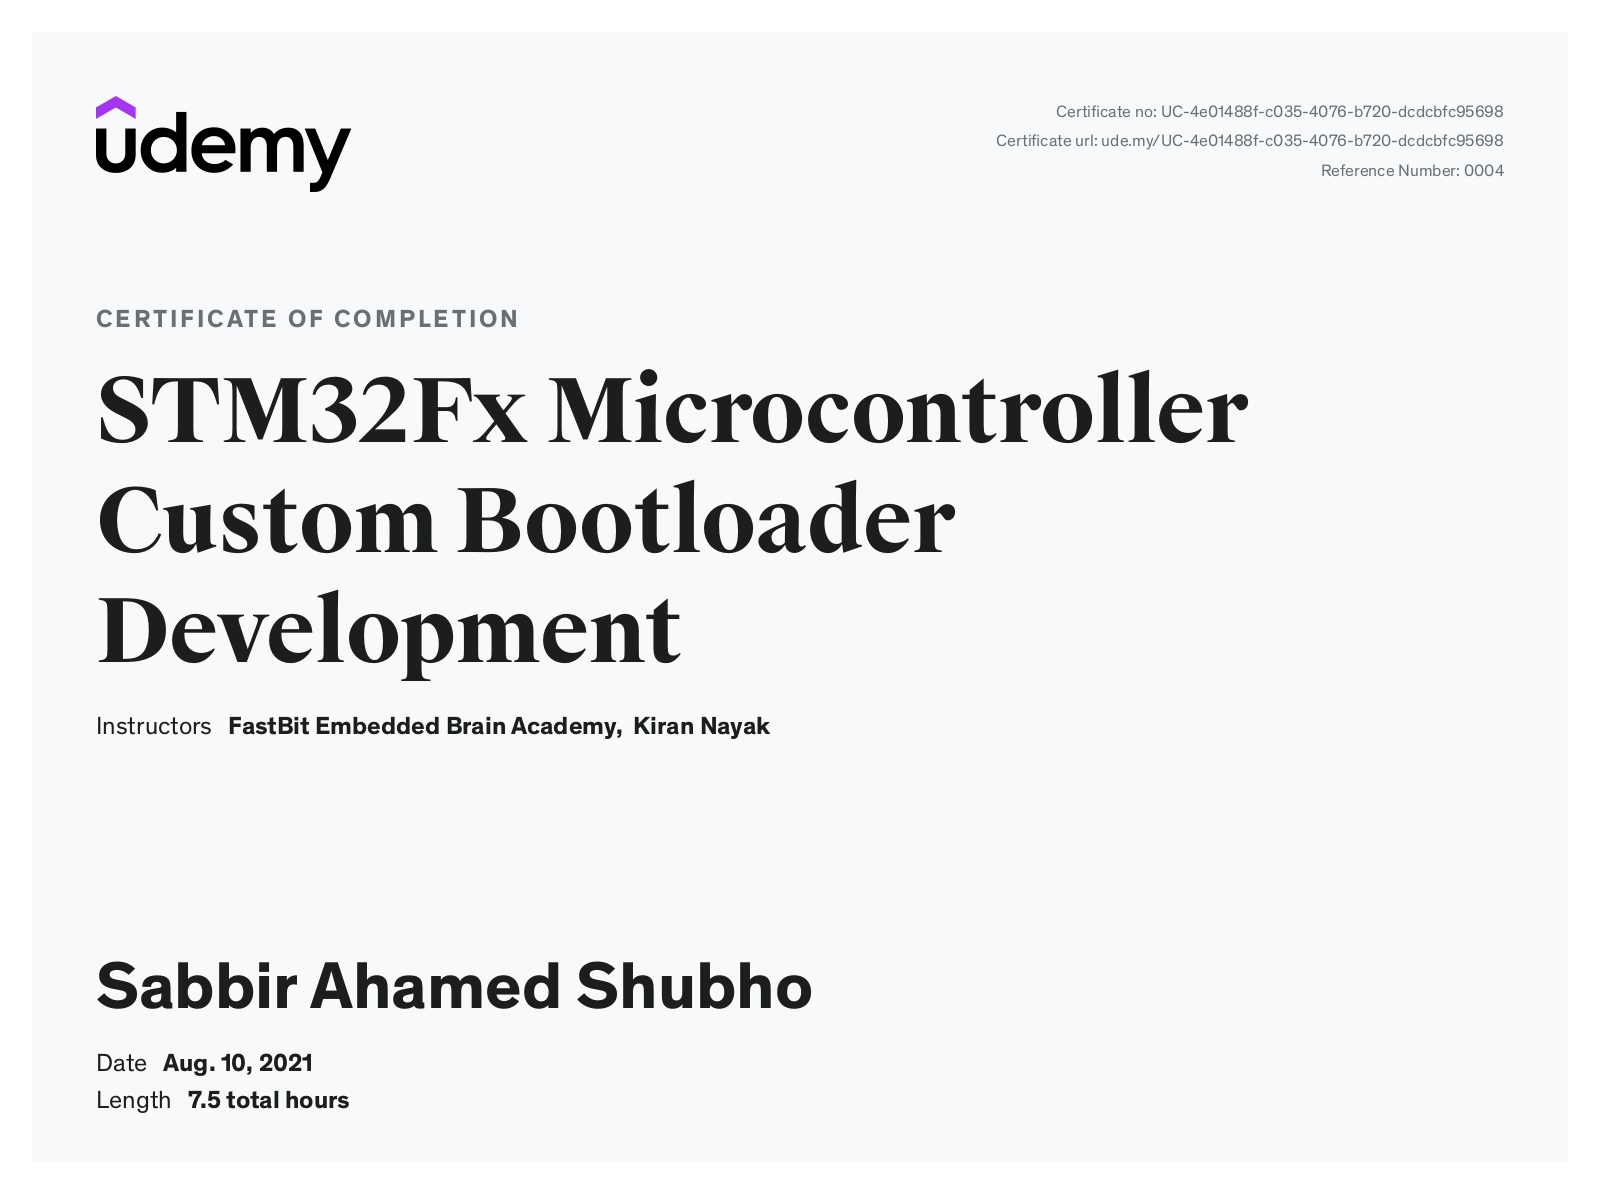 udemy
Certificate no: UC-4e01488f-c035-4076-b720-dcdcbfc95698
Certificate url: ude.my/UC-4e01488f-c035-4076-b720-dcdcbfc95698
Reference Number: 0004
CERTIFICATE OF COMPLETION
STM32Fx Microcontroller
Custom Bootloader
Development
Instructors FastBit Embedded Brain Academy, Kiran Nayak
Sabbir Ahamed Shubho
Date Aug. 10, 2021
Length 7.5 total hours